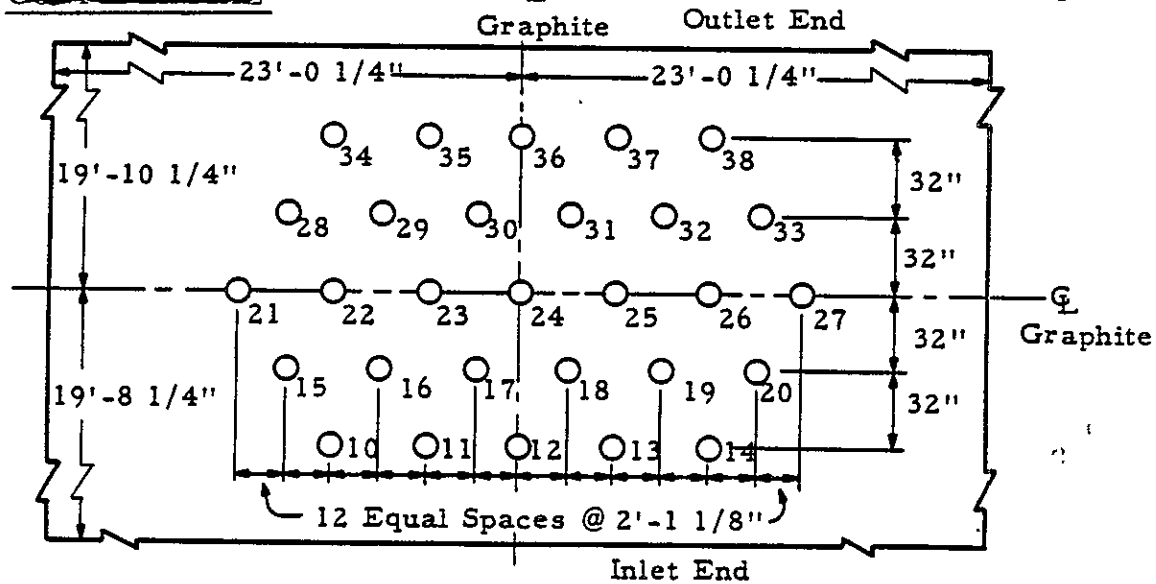 Graphite Outlet End
23'-0 1/4" 23'-0 1/4"
34 35 36 37 38
19'-10 1/4" 32"
28 29 30 31 32 33
32"
21 22 23 24 25 26 27
℄
Graphite
32"
15 16 17 18 19 20
19'-8 1/4" 32"
10 11 12 13 14
12 Equal Spaces @ 2'-1 1/8"
Inlet End